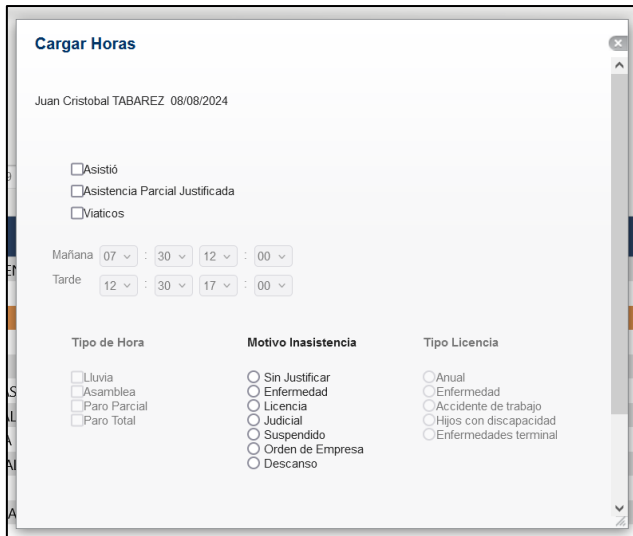 Cargar Horas
Juan Cristobal TABAREZ 08/08/2024
Asistió
Asistencia Parcial Justificada
Viaticos
Mañana 07 : 30 12 : 00
Tarde 12 : 30 17 : 00
Tipo de Hora Motivo Inasistencia Tipo Licencia
Lluvia Sin Justificar Anual
Asamblea Enfermedad Enfermedad
Paro Parcial Licencia Accidente de trabajo
Paro Total Judicial Hijos con discapacidad
Suspendido Enfermedades terminal
Orden de Empresa
Descanso